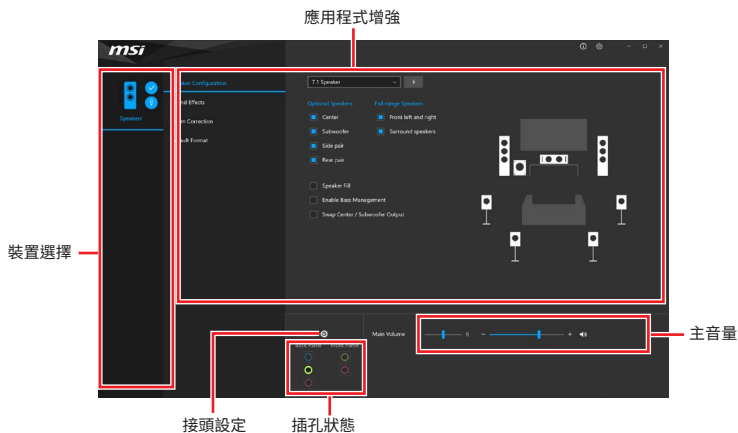 應用程式增強
msi
Speakers
ker Configuration
nd Effects
om Correction
ault Format
7.1 Speaker
Optional Speakers
Full-range Speakers
Center
Front left and right
Subwoofer
Surround speakers
Side pair
Rear pair
Speaker Fill
Enable Bass Management
Swap Center / Subwoofer Output
裝置選擇
Main Volume
R
主音量
Back Panel
Front Panel
接頭設定
插孔狀態